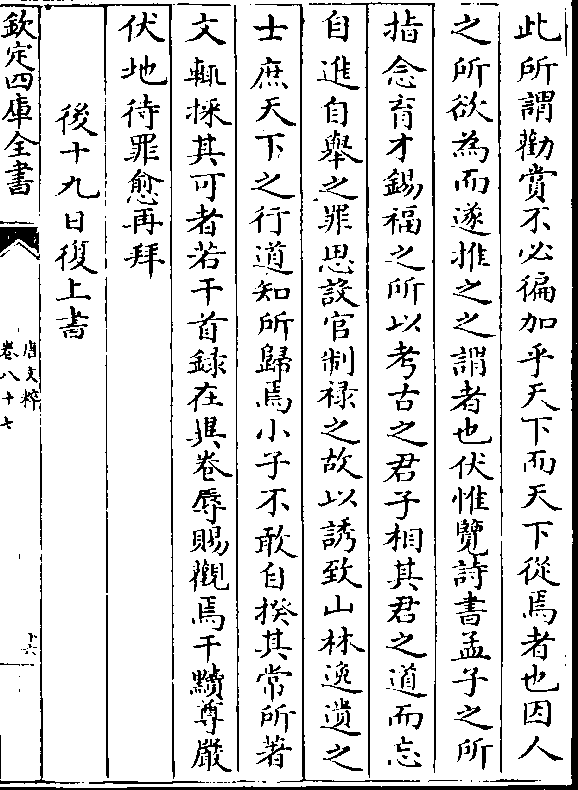 此所謂勸賞不必徧加乎天下而天下從焉者也因人
之所欲為而遂推之之謂者也伏惟覽詩書孟子之所
指念育才錫福之所以考古之君子相其君之道而忘
自進自舉之罪思設官制祿之故以誘致山林逸遺之
士庶天下之行道知所歸焉小子不敢自揆其常所著
文輒採其可者若干首録在異卷辱賜觀焉干黷尊嚴
伏地待罪愈再拜
後十九日復上書
欽定四庫全書
唐文粹
卷八十七
十六